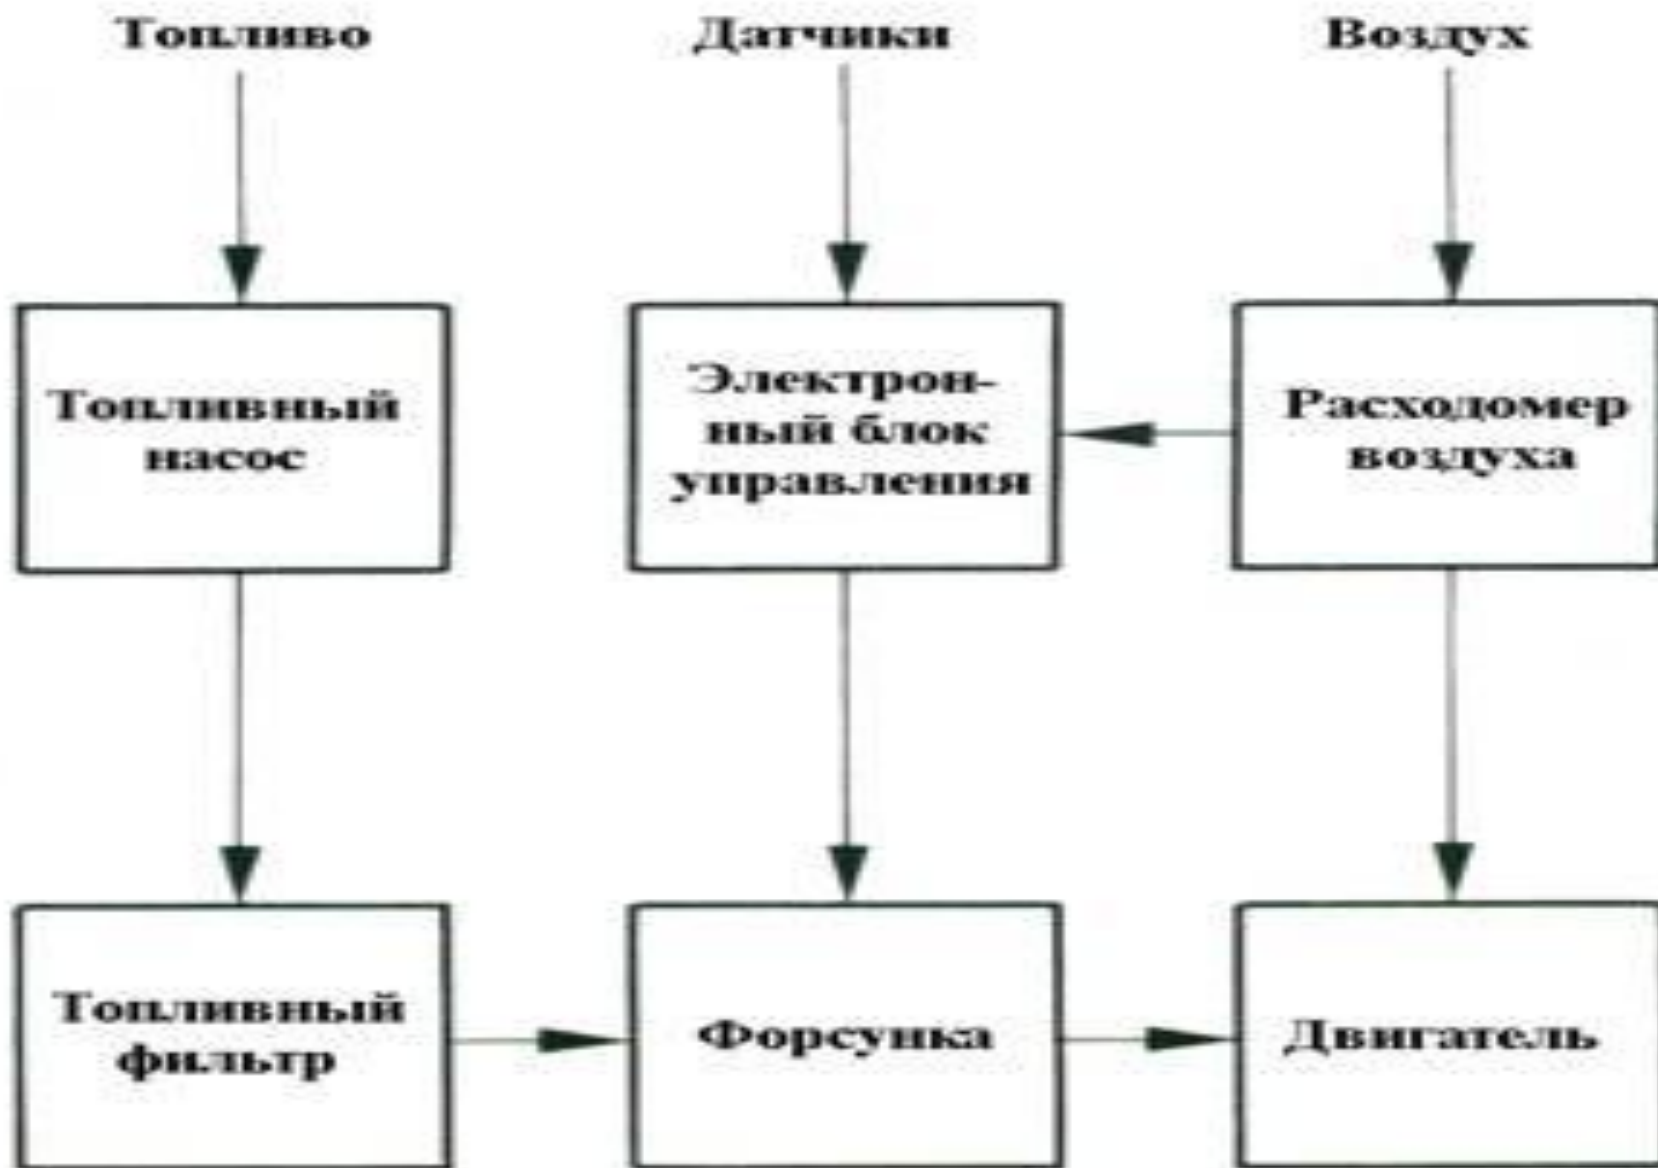 Топливо
Датчики
Воздух
Топливный
насос
Электрон-
ный блок
управления
Расходомер
воздуха
Топливный
фильтр
Форсунка
Двигатель